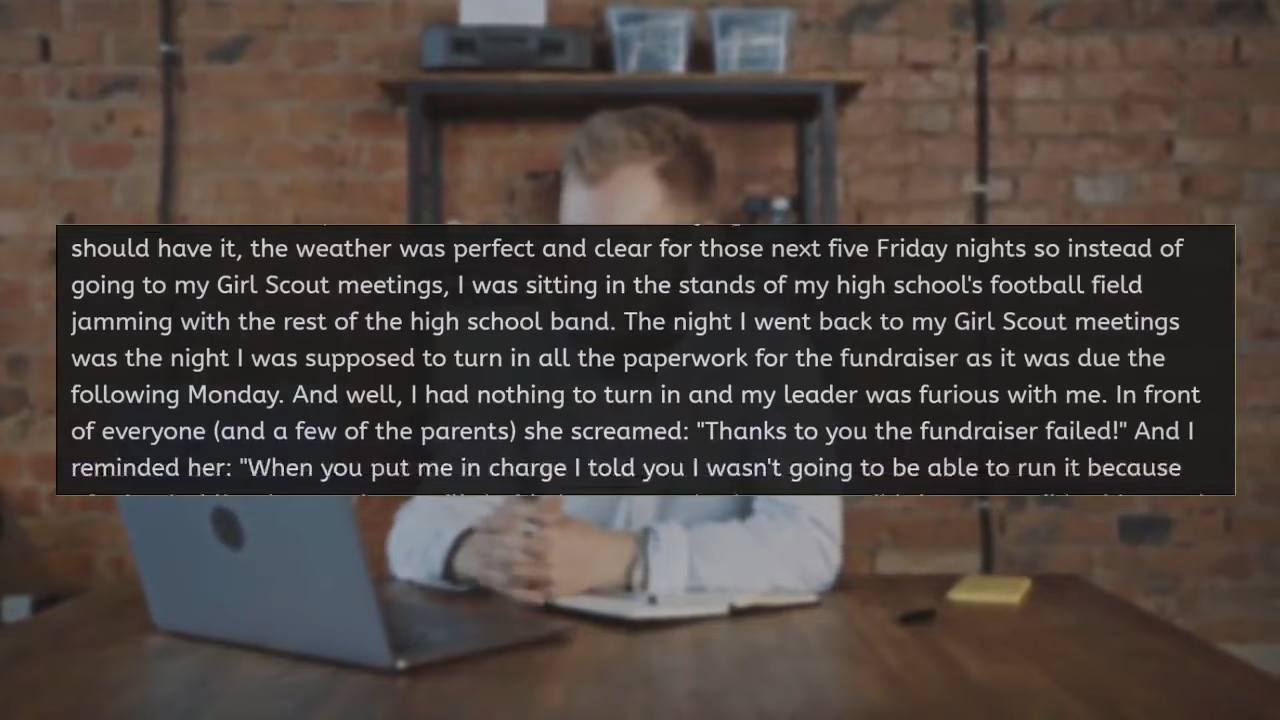 should have it, the weather was perfect and clear for those next five Friday nights so instead of
going to my Girl Scout meetings, I was sitting in the stands of my high school's football field
jamming with the rest of the high school band. The night I went back to my Girl Scout meetings
was the night I was supposed to turn in all the paperwork for the fundraiser as it was due the
following Monday. And well, I had nothing to turn in and my leader was furious with me. In front
of everyone (and a few of the parents) she screamed: "Thanks to you the fundraiser failed!" And I
reminded her: "When you put me in charge I told you I wasn't going to be able to run it because